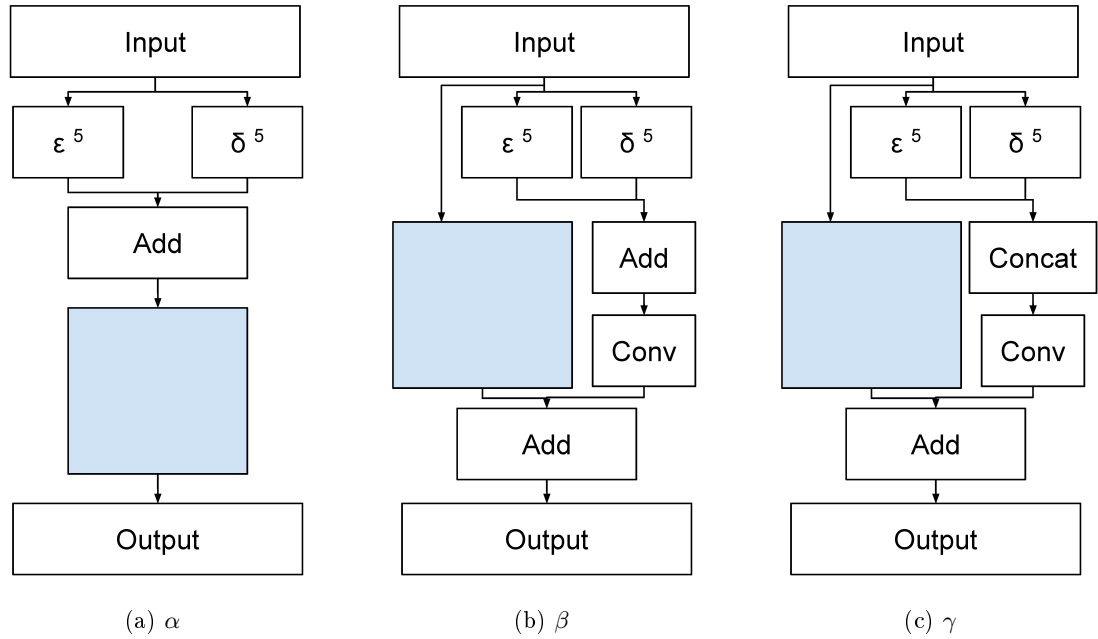 Input
ε ⁵ δ ⁵
Add
Output
(a) α
Input
ε ⁵ δ ⁵
Add
Conv
Add
Output
(b) β
Input
ε ⁵ δ ⁵
Concat
Conv
Add
Output
(c) γ